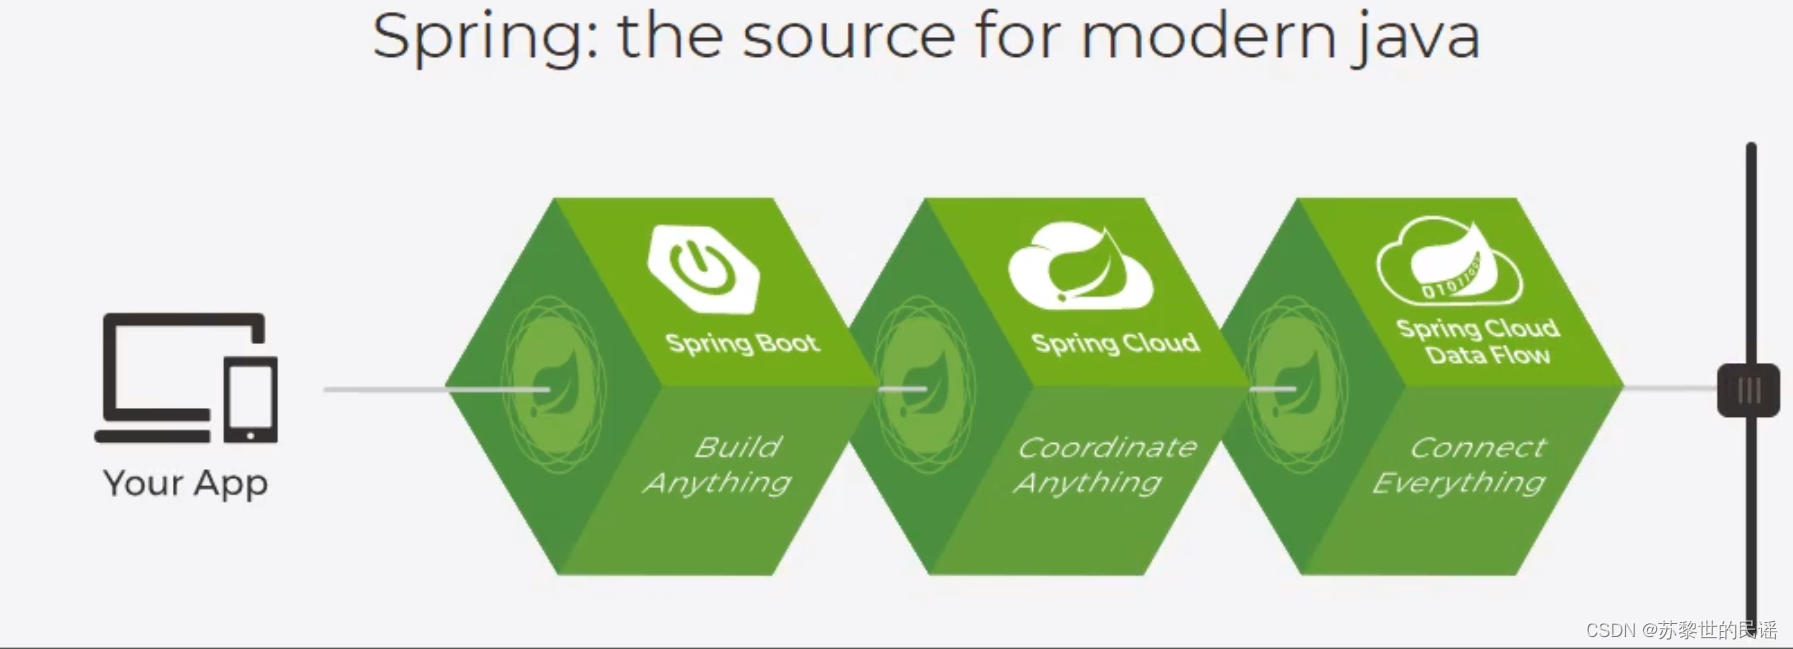 Spring: the source for modern java
Your App
Spring Boot
Build
Anything
Spring Cloud
Coordinate
Anything
Spring Cloud
Data Flow
01011001
Connect
Everything
CSDN @苏黎世的民谣